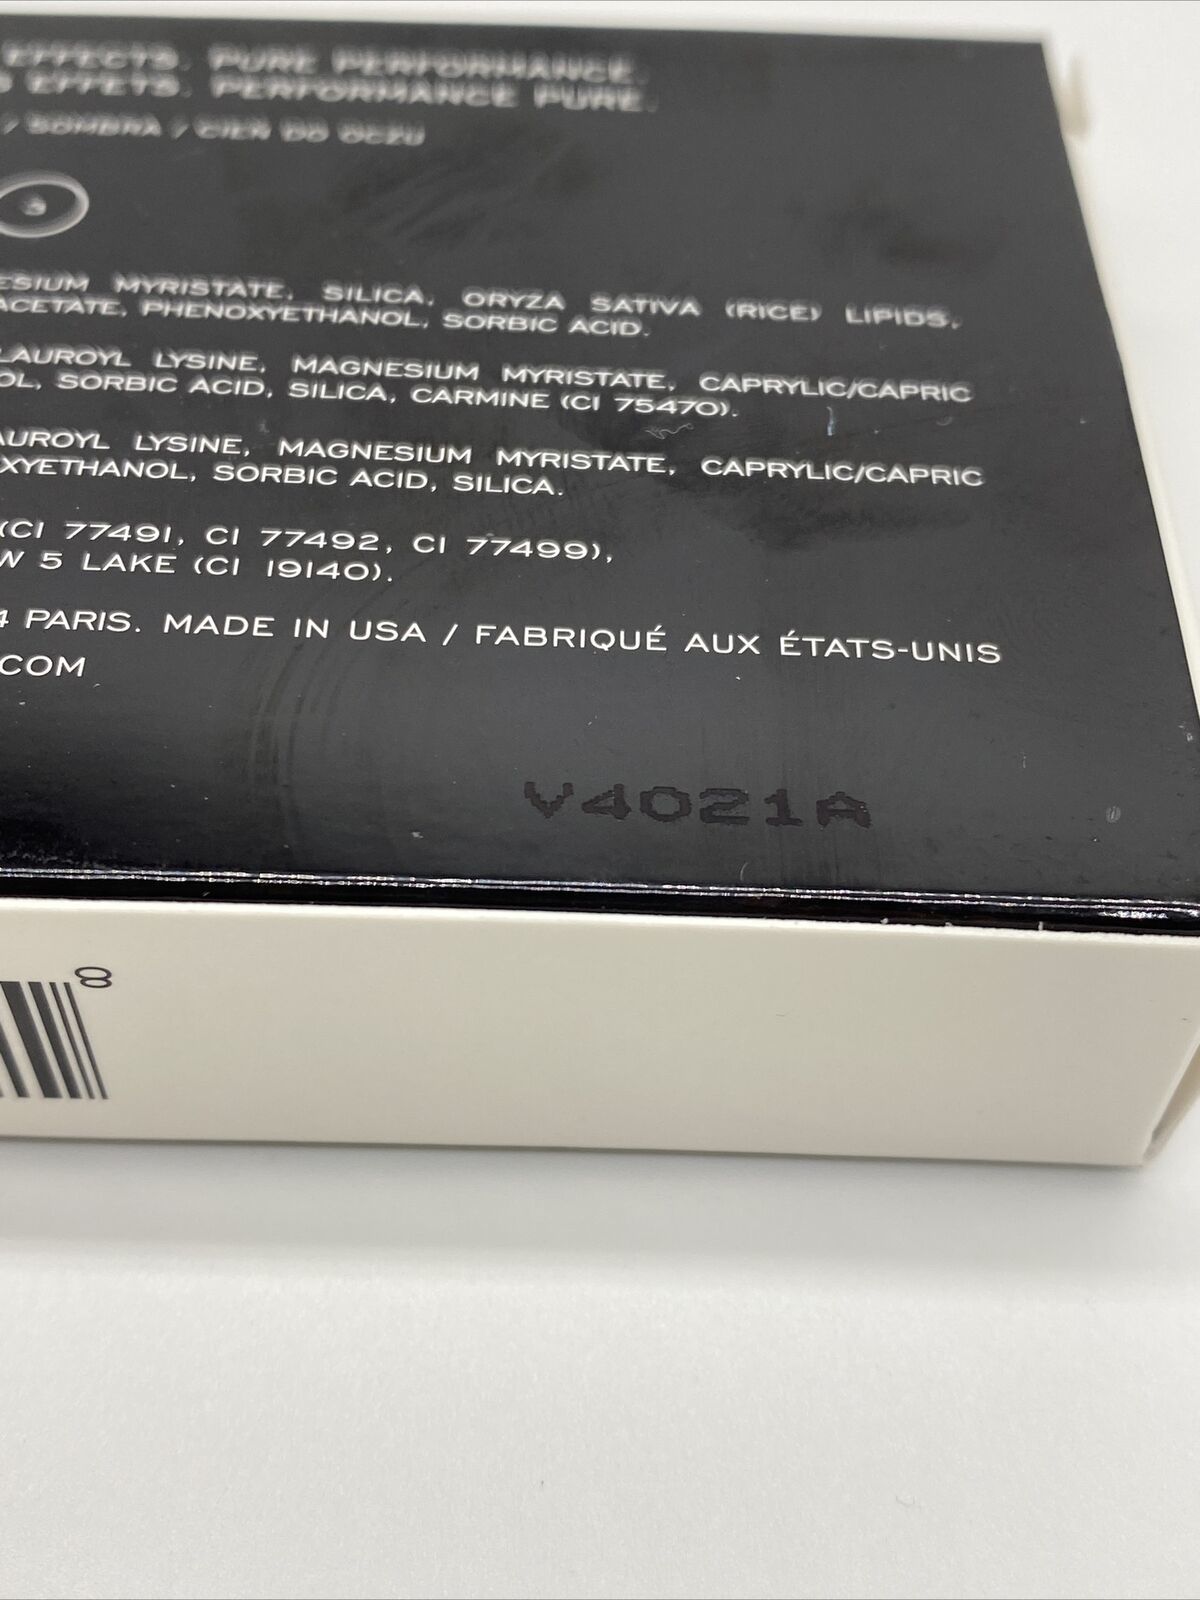 EFFECTS. PURE PERFORMANCE.
EFFETS. PERFORMANCE PURE.
/ SOMBRA / CIEŃ DO OCZU
ESIUM MYRISTATE, SILICA, ORYZA SATIVA (RICE) LIPIDS,
ACETATE, PHENOXYETHANOL, SORBIC ACID.
LAUROYL LYSINE, MAGNESIUM MYRISTATE, CAPRYLIC/CAPRIC
OL, SORBIC ACID, SILICA, CARMINE (CI 75470).
AUROYL LYSINE, MAGNESIUM MYRISTATE, CAPRYLIC/CAPRIC
XYETHANOL, SORBIC ACID, SILICA.
(CI 77491, CI 77492, CI 77499),
W 5 LAKE (CI 19140).
4 PARIS. MADE IN USA / FABRIQUÉ AUX ÉTATS-UNIS
.COM
V4021A
8